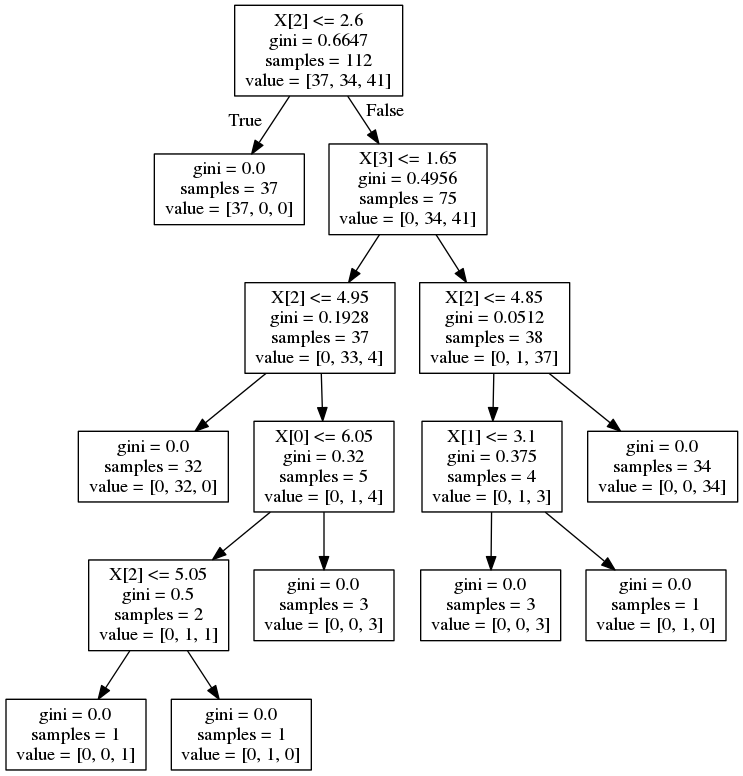 X[2] <= 2.6
gini = 0.6647
samples = 112
value = [37, 34, 41]
True
False
gini = 0.0
samples = 37
value = [37, 0, 0]
X[3] <= 1.65
gini = 0.4956
samples = 75
value = [0, 34, 41]
X[2] <= 4.95
gini = 0.1928
samples = 37
value = [0, 33, 4]
X[2] <= 4.85
gini = 0.0512
samples = 38
value = [0, 1, 37]
gini = 0.0
samples = 32
value = [0, 32, 0]
X[0] <= 6.05
gini = 0.32
samples = 5
value = [0, 1, 4]
X[1] <= 3.1
gini = 0.375
samples = 4
value = [0, 1, 3]
gini = 0.0
samples = 34
value = [0, 0, 34]
X[2] <= 5.05
gini = 0.5
samples = 2
value = [0, 1, 1]
gini = 0.0
samples = 3
value = [0, 0, 3]
gini = 0.0
samples = 3
value = [0, 0, 3]
gini = 0.0
samples = 1
value = [0, 1, 0]
gini = 0.0
samples = 1
value = [0, 0, 1]
gini = 0.0
samples = 1
value = [0, 1, 0]